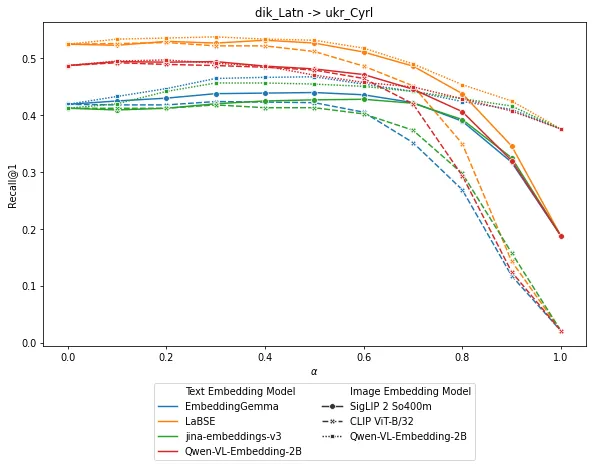 dik_Latn -> ukr_Cyrl
0.5
0.4
0.3
0.2
0.1
0.0
Recall@1
0.0 0.2 0.4 0.6 0.8 1.0
α
Text Embedding Model
EmbeddingGemma
LaBSE
jina-embeddings-v3
Qwen-VL-Embedding-2B
Image Embedding Model
SigLIP 2 So400m
CLIP ViT-B/32
Qwen-VL-Embedding-2B